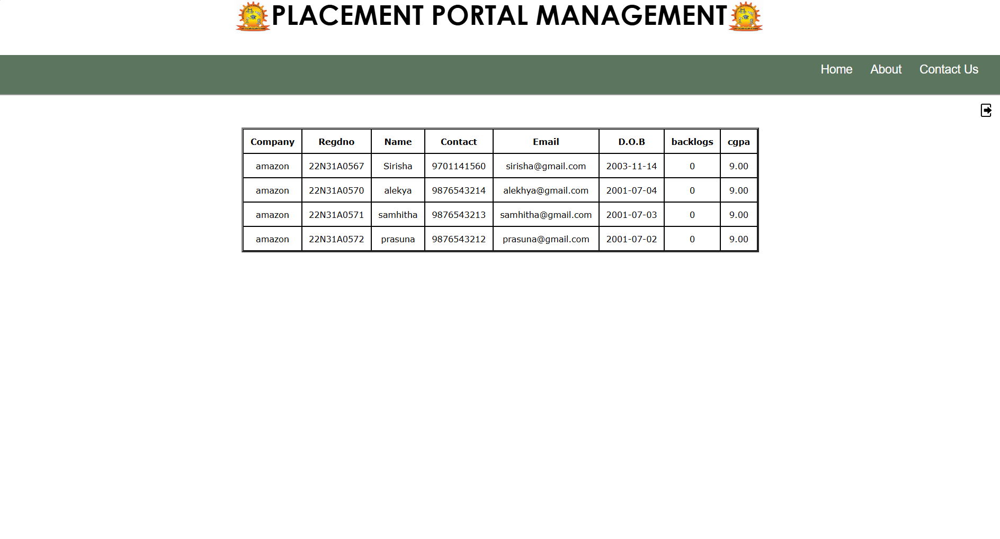 PLACEMENT PORTAL MANAGEMENT
Home About Contact Us
Company Regdno Name Contact Email D.O.B backlogs cgpa
amazon 22N31A0567 Sirisha 9701141560 sirisha@gmail.com 2003-11-14 0 9.00
amazon 22N31A0570 alekya 9876543214 alekhya@gmail.com 2001-07-04 0 9.00
amazon 22N31A0571 samhitha 9876543213 samhitha@gmail.com 2001-07-03 0 9.00
amazon 22N31A0572 prasuna 9876543212 prasuna@gmail.com 2001-07-02 0 9.00